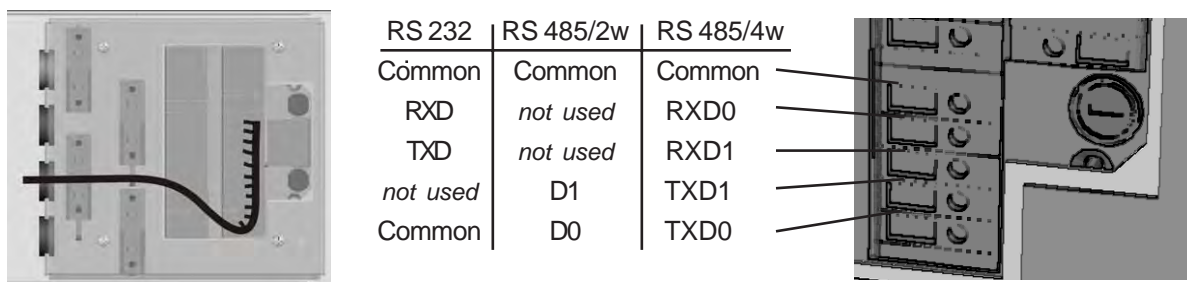 RS 232 RS 485/2w RS 485/4w
Common Common Common
RXD not used RXD0
TXD not used RXD1
not used D1 TXD1
Common D0 TXD0